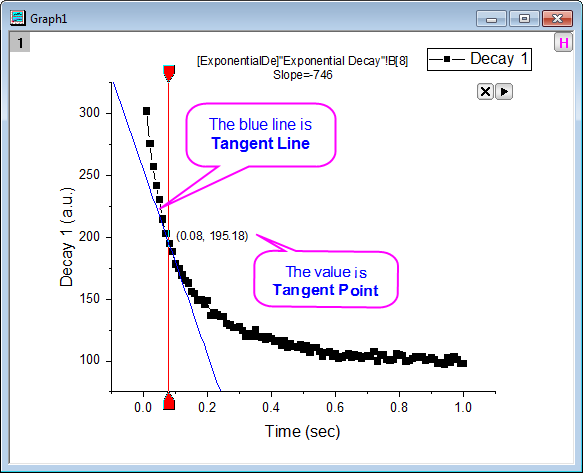 Graph1
1
H
[ExponentialDe]"Exponential Decay"!B[8]
Slope=-746
Decay 1
The blue line is
Tangent Line
(0.08, 195.18)
The value is
Tangent Point
300
250
200
150
100
Decay 1 (a.u.)
0.0 0.2 0.4 0.6 0.8 1.0
Time (sec)